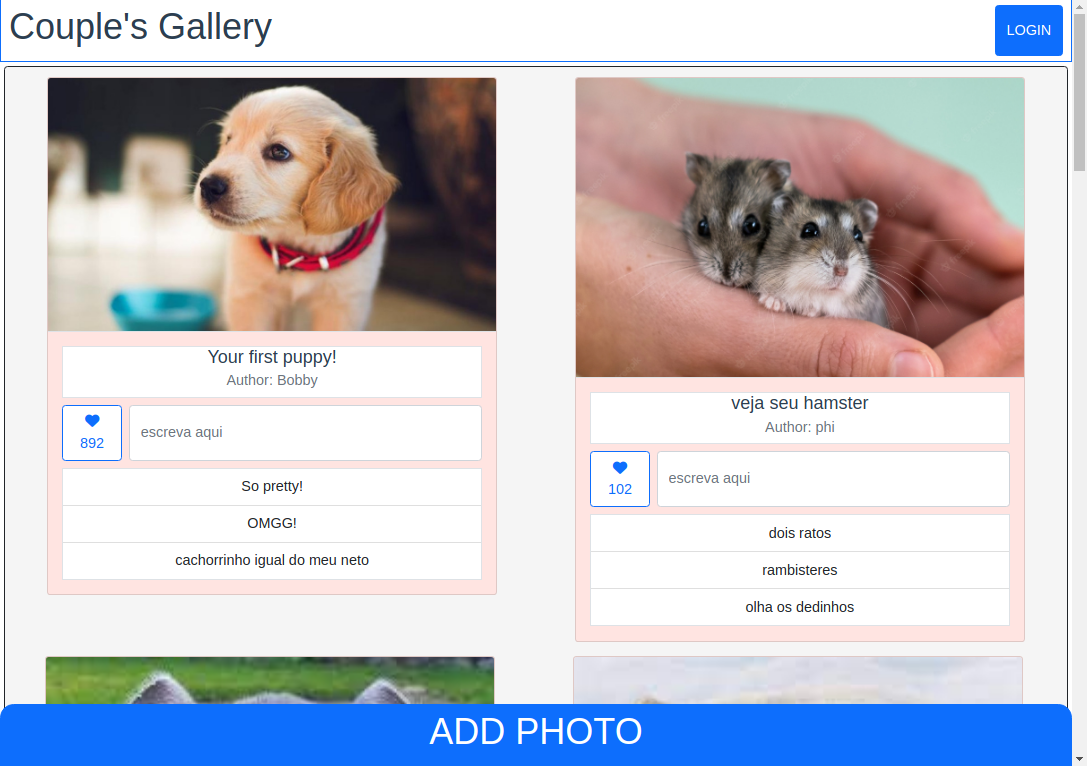 Couple's Gallery
LOGIN
Your first puppy!
Author: Bobby
892
escreva aqui
So pretty!
OMGG!
cachorrinho igual do meu neto
veja seu hamster
Author: phi
102
escreva aqui
dois ratos
rambisteres
olha os dedinhos
ADD PHOTO